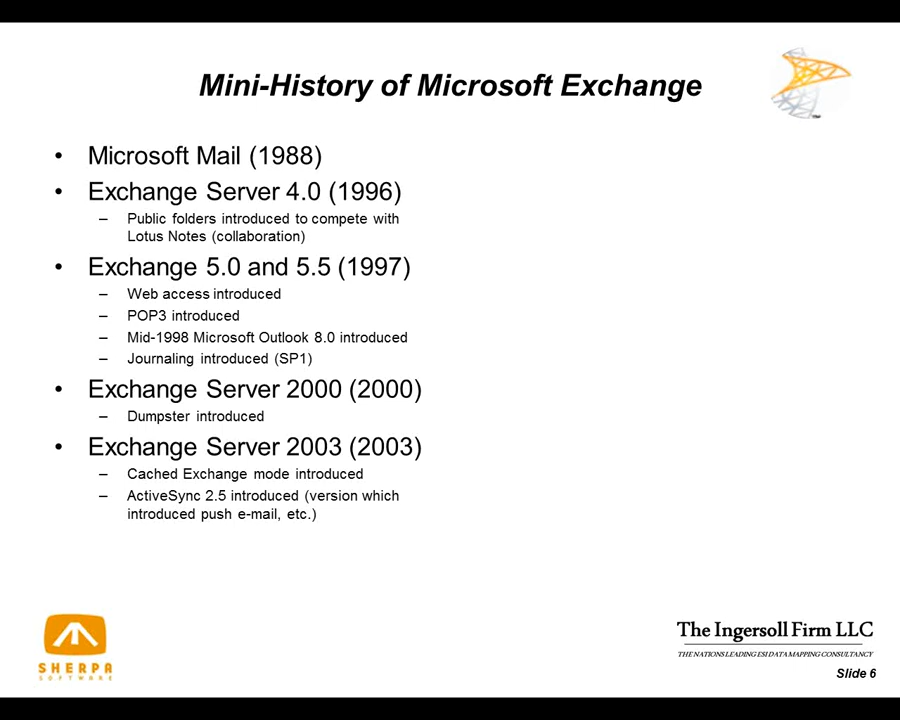 Mini-History of Microsoft Exchange
• Microsoft Mail (1988)
• Exchange Server 4.0 (1996)
– Public folders introduced to compete with
Lotus Notes (collaboration)
• Exchange 5.0 and 5.5 (1997)
– Web access introduced
– POP3 introduced
– Mid-1998 Microsoft Outlook 8.0 introduced
– Journaling introduced (SP1)
• Exchange Server 2000 (2000)
– Dumpster introduced
• Exchange Server 2003 (2003)
– Cached Exchange mode introduced
– ActiveSync 2.5 introduced (version which
introduced push e-mail, etc.)
SHERPA
SOFTWARE
The Ingersoll Firm LLC
THE NATIONS LEADING ESI DATA MAPPING CONSULTANCY
Slide 6